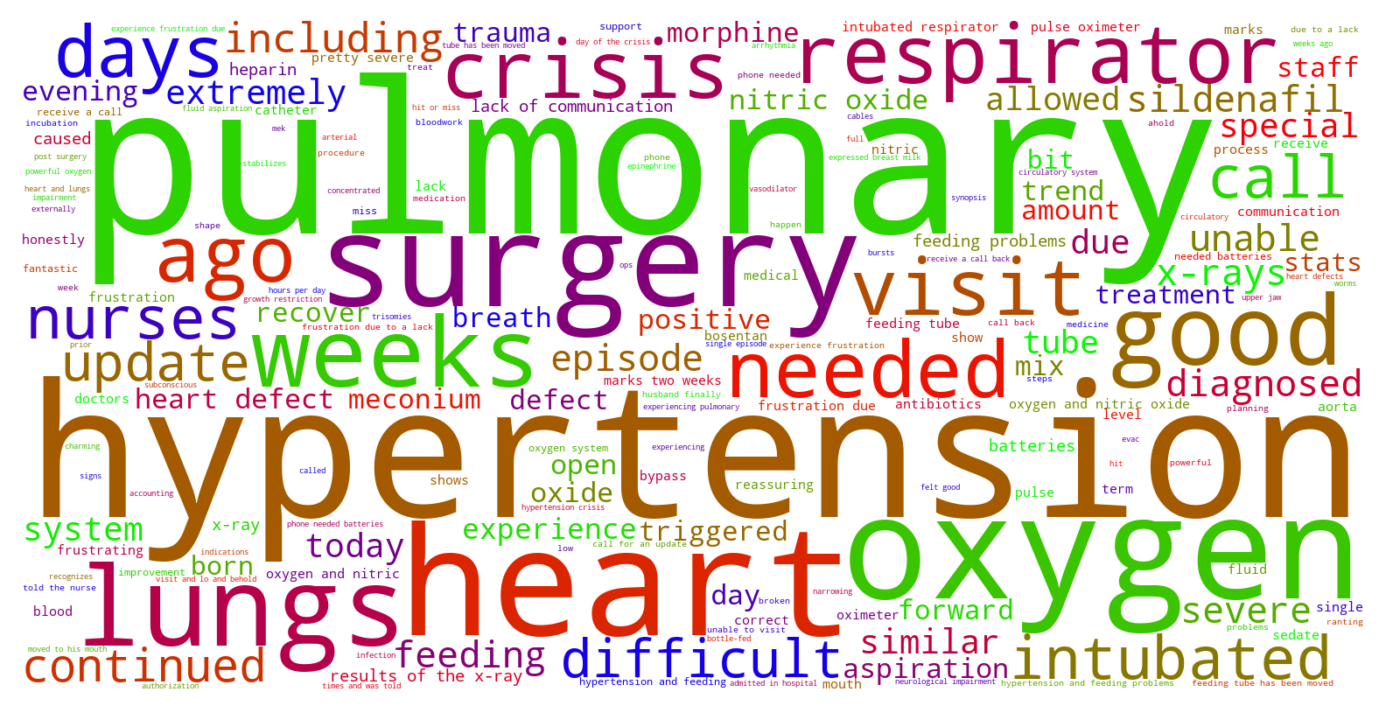 experience frustration due
days
including
pretty severe
trauma
support
tube has been moved
day of the crisis
morphine
arrhythmia
intubated respirator
pulse oximeter
marks
due to a lack
weeks ago
heparin
treat
crisis
phone needed
respirator
staff
evening
extremely
fluid aspiration
catheter
hit or miss
lack of communication
nitric oxide
cables
allowed
sildenafil
receive a call
incubation
caused
bloodwork
ahold
special
post surgery
mek
arterial
procedure
full
nitric
process
receive
powerful oxygen
stabilizes
phone
epinephrine
expressed breast milk
bit
circulatory system
call
heart and lungs
impairment
externally
pulmonary
concentrated
lack
medication
vasodilator
trend
synopsis
amount
circulatory
communication
miss
shape
happen
honestly
ago
surgery
ops
feeding problems
receive a call back
due
unable
needed batteries
fantastic
week
hours per day
medical
bursts
visit
x-rays
stats
heart defects
worms
frustration
growth restriction
nurses
recover
trisomies
breath
positive
feeding tube
call back
treatment
upper jaw
good
frustration due to a lack
bosentan
single episode
show
medicine
tube
update
prior
weeks
episode
experience frustration
needed
mix
steps
diagnosed
subconscious
marks two weeks
husband finally
doctors
heart defect
meconium
defect
experiencing pulmonary
frustration due
antibiotics
oxygen and nitric oxide
level
planning
aorta
hypertension
charming
signs
called
oxygen system
experiencing
batteries
evac
shows
open
bypass
reassuring
hit
powerful
accounting
oxide
felt good
pulse
term
hypertension crisis
system
x-ray
phone needed batteries
experience
triggered
oxygen
frustrating
indications
today
low
call for an update
recognizes
improvement
visit and lo and behold
born
oxygen and nitric
heart
narroming
fluid
told the nurse
lungs
day
broken
oximeter
forward
severe
single
blood
correct
problems
sedate
ranting
unable to visit
bottle-fed
similar
moved to his mouth
infection
feeding
difficult
continued
results of the x-ray
aspiration
intubated
authorization
times and was told
hypertension and feeding
admitted in hospital
mouth
neurological impairment
hypertension and feeding problems
feeding tube has been moved